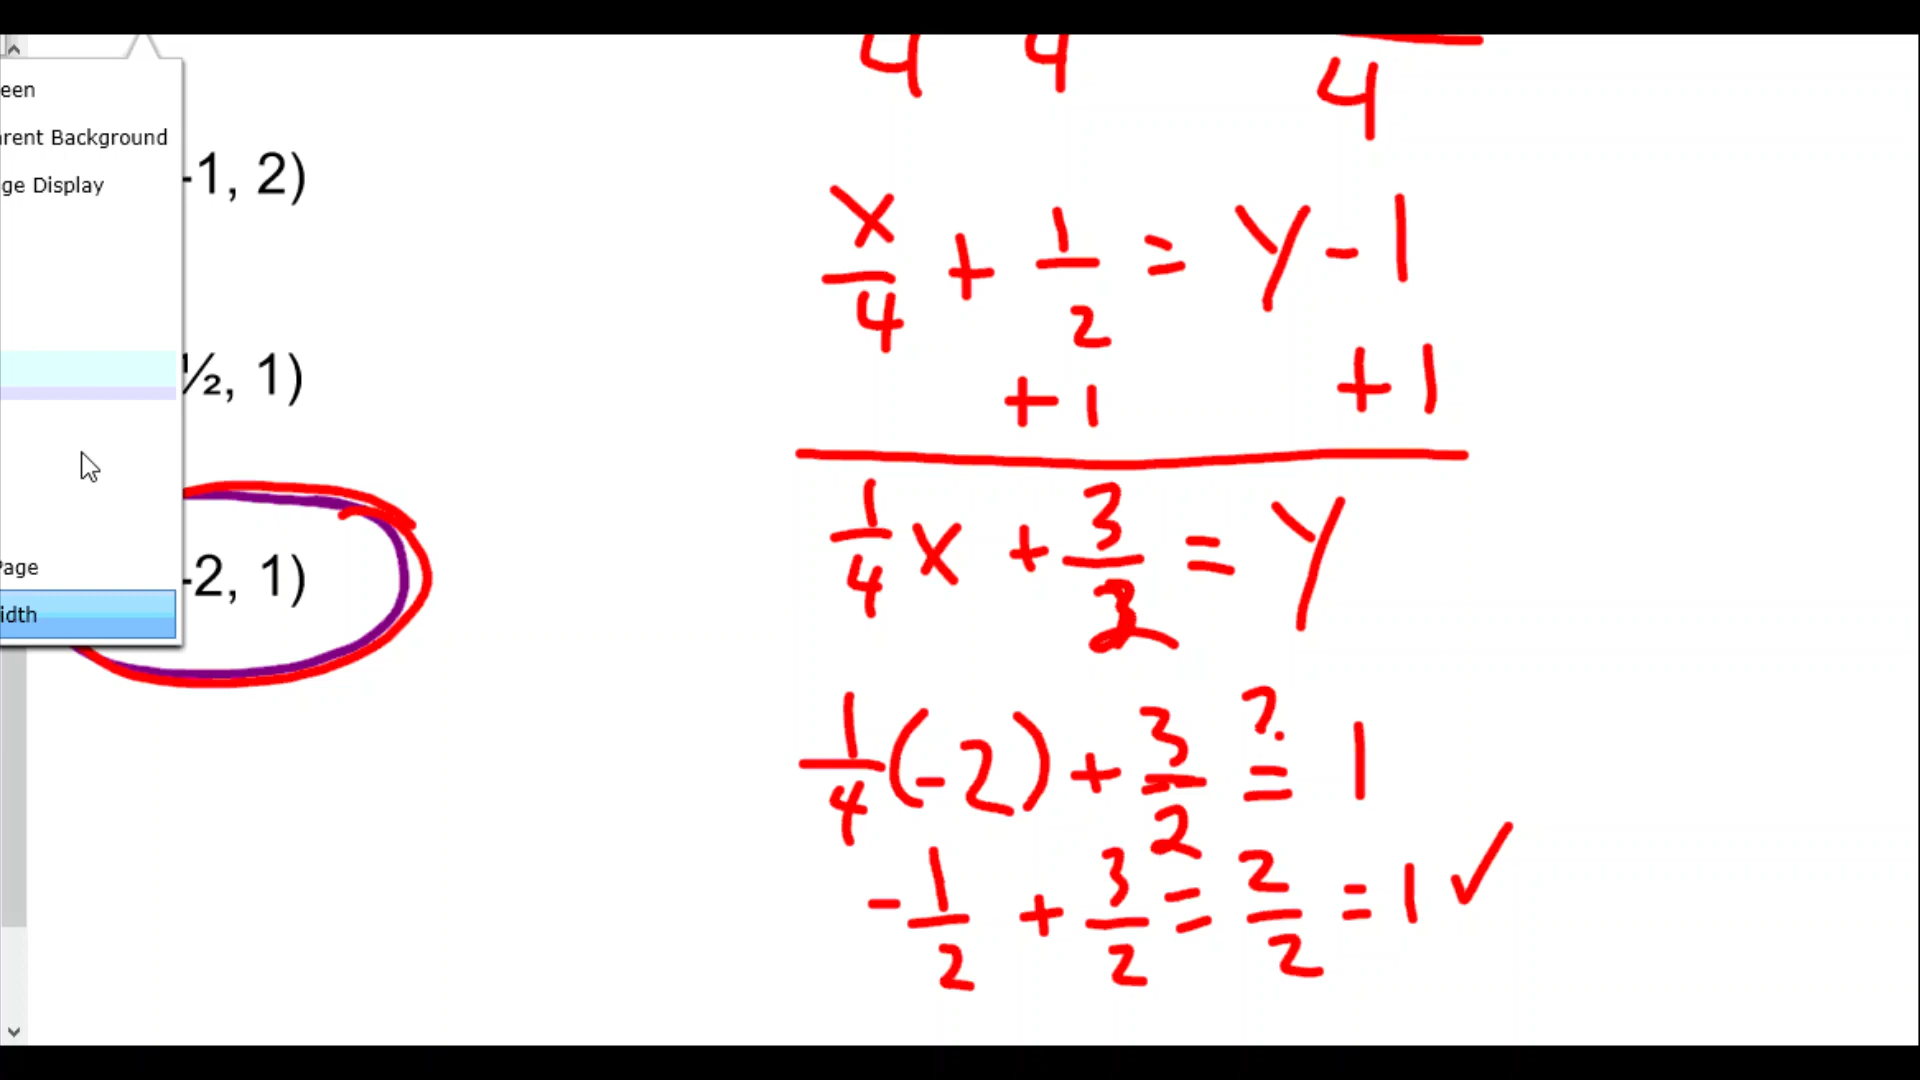 een
rent Background
ge Display
Page
idth
-1, 2)
½, 1)
-2, 1)
4 4 4
x/4 + 1/2 = y - 1
+ 1 + 1
1/4 x + 3/2 = y
1/4 (-2) + 3/2 ?= 1
- 1/2 + 3/2 = 2/2 = 1 ✓